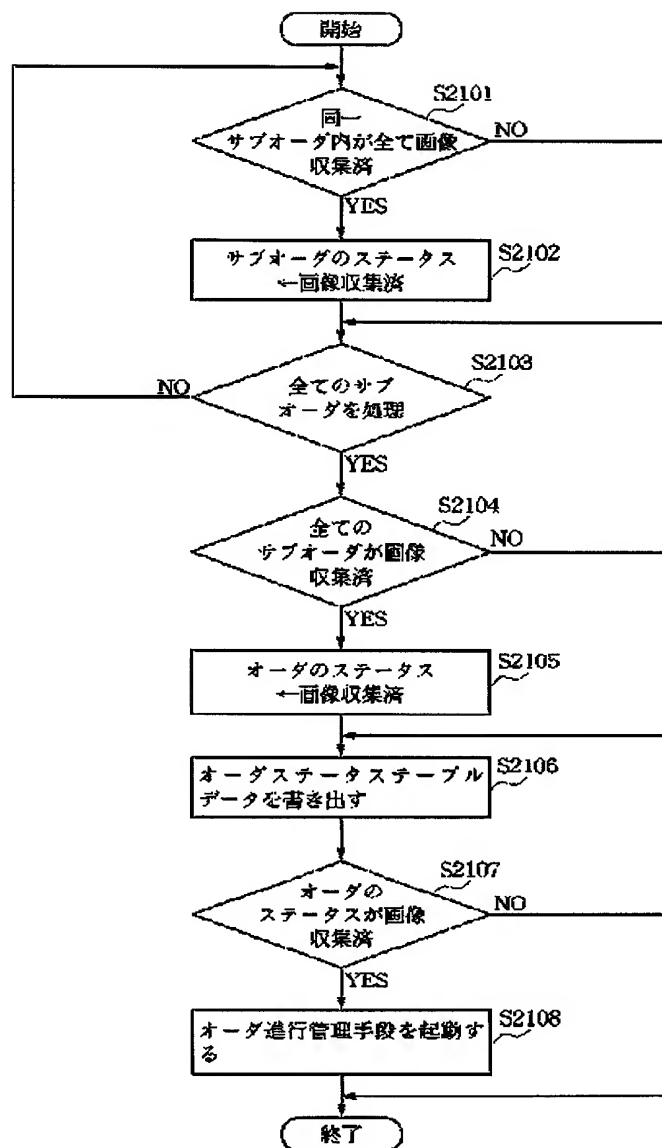 開始
S2101
同一
サブオーダ内が全て画像
収集済
NO
YES
サブオーダのステータス
←画像収集済
S2102
S2103
NO
全てのサブ
オーダを処理
YES
S2104
全ての
サブオーダが画像
収集済
NO
YES
オーダのステータス
←画像収集済
S2105
オーダステータステーブル
データを書き出す
S2106
S2107
オーダの
ステータスが画像
収集済
NO
YES
オーダ進行管理手段を起動す
る
S2108
終了